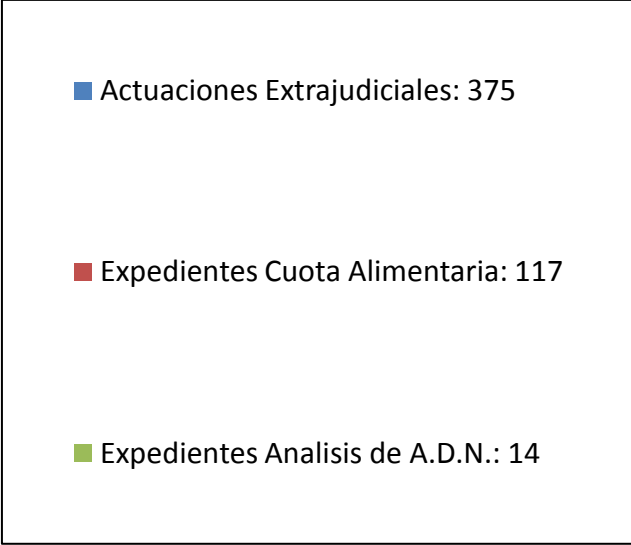 Actuaciones Extrajudiciales: 375
Expedientes Cuota Alimentaria: 117
Expedientes Analisis de A.D.N.: 14